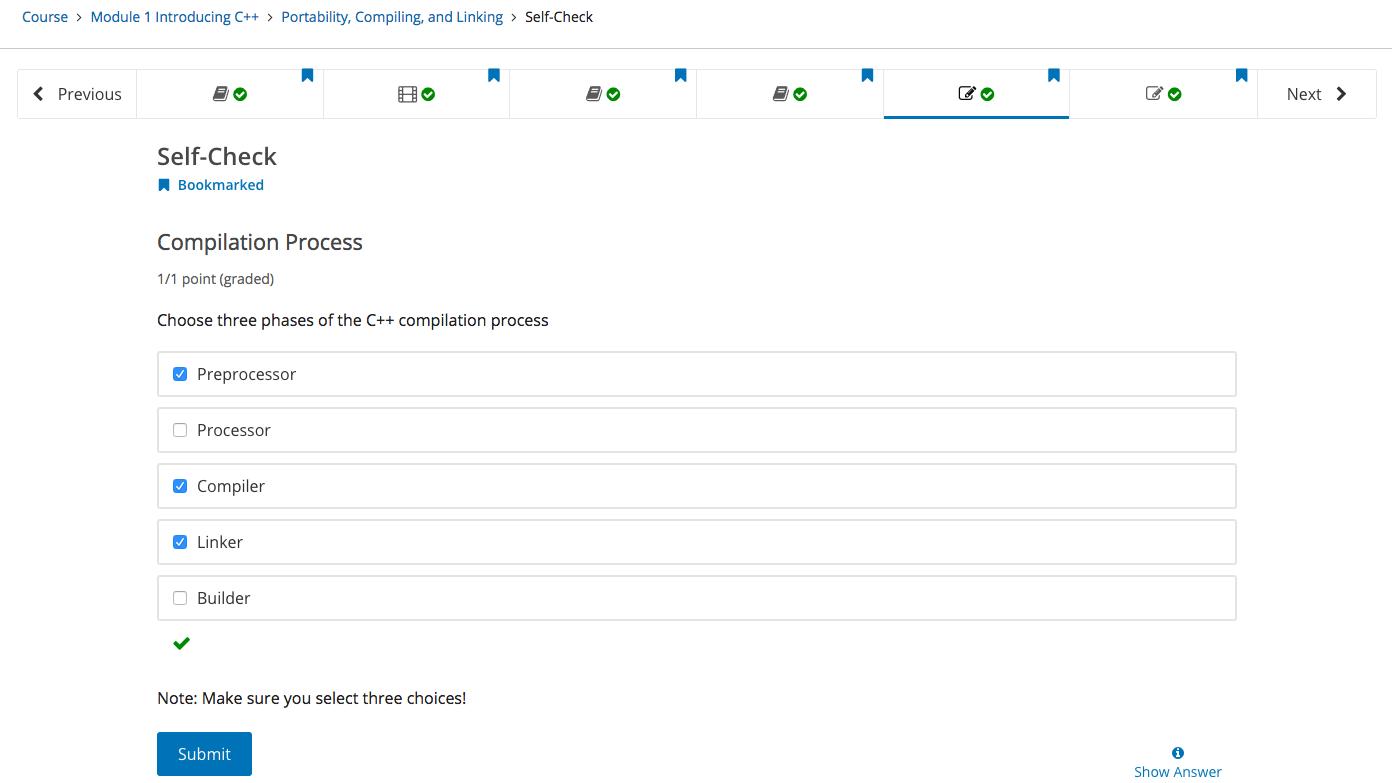 Course > Module 1 Introducing C++ > Portability, Compiling, and Linking > Self-Check
Previous
Next
Self-Check
Bookmarked
Compilation Process
1/1 point (graded)
Choose three phases of the C++ compilation process
Preprocessor
Processor
Compiler
Linker
Builder
Note: Make sure you select three choices!
Submit
Show Answer